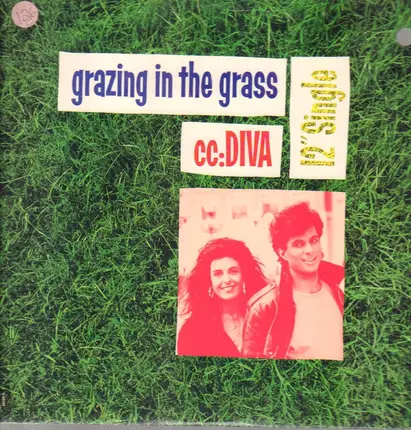 grazing in the grass
12" Single
cc:DIVA